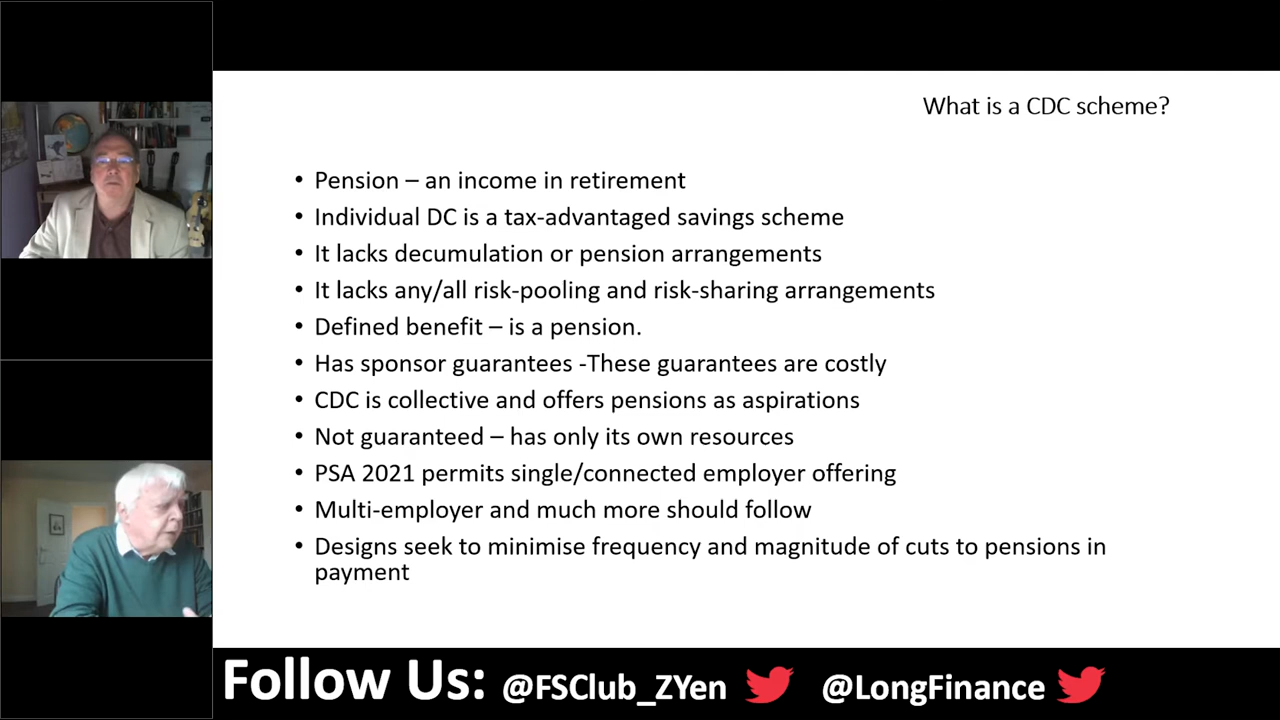 What is a CDC scheme?
• Pension – an income in retirement
• Individual DC is a tax-advantaged savings scheme
• It lacks decumulation or pension arrangements
• It lacks any/all risk-pooling and risk-sharing arrangements
• Defined benefit – is a pension.
• Has sponsor guarantees -These guarantees are costly
• CDC is collective and offers pensions as aspirations
• Not guaranteed – has only its own resources
• PSA 2021 permits single/connected employer offering
• Multi-employer and much more should follow
• Designs seek to minimise frequency and magnitude of cuts to pensions in
payment
Follow Us: @FSClub_ZYen @LongFinance